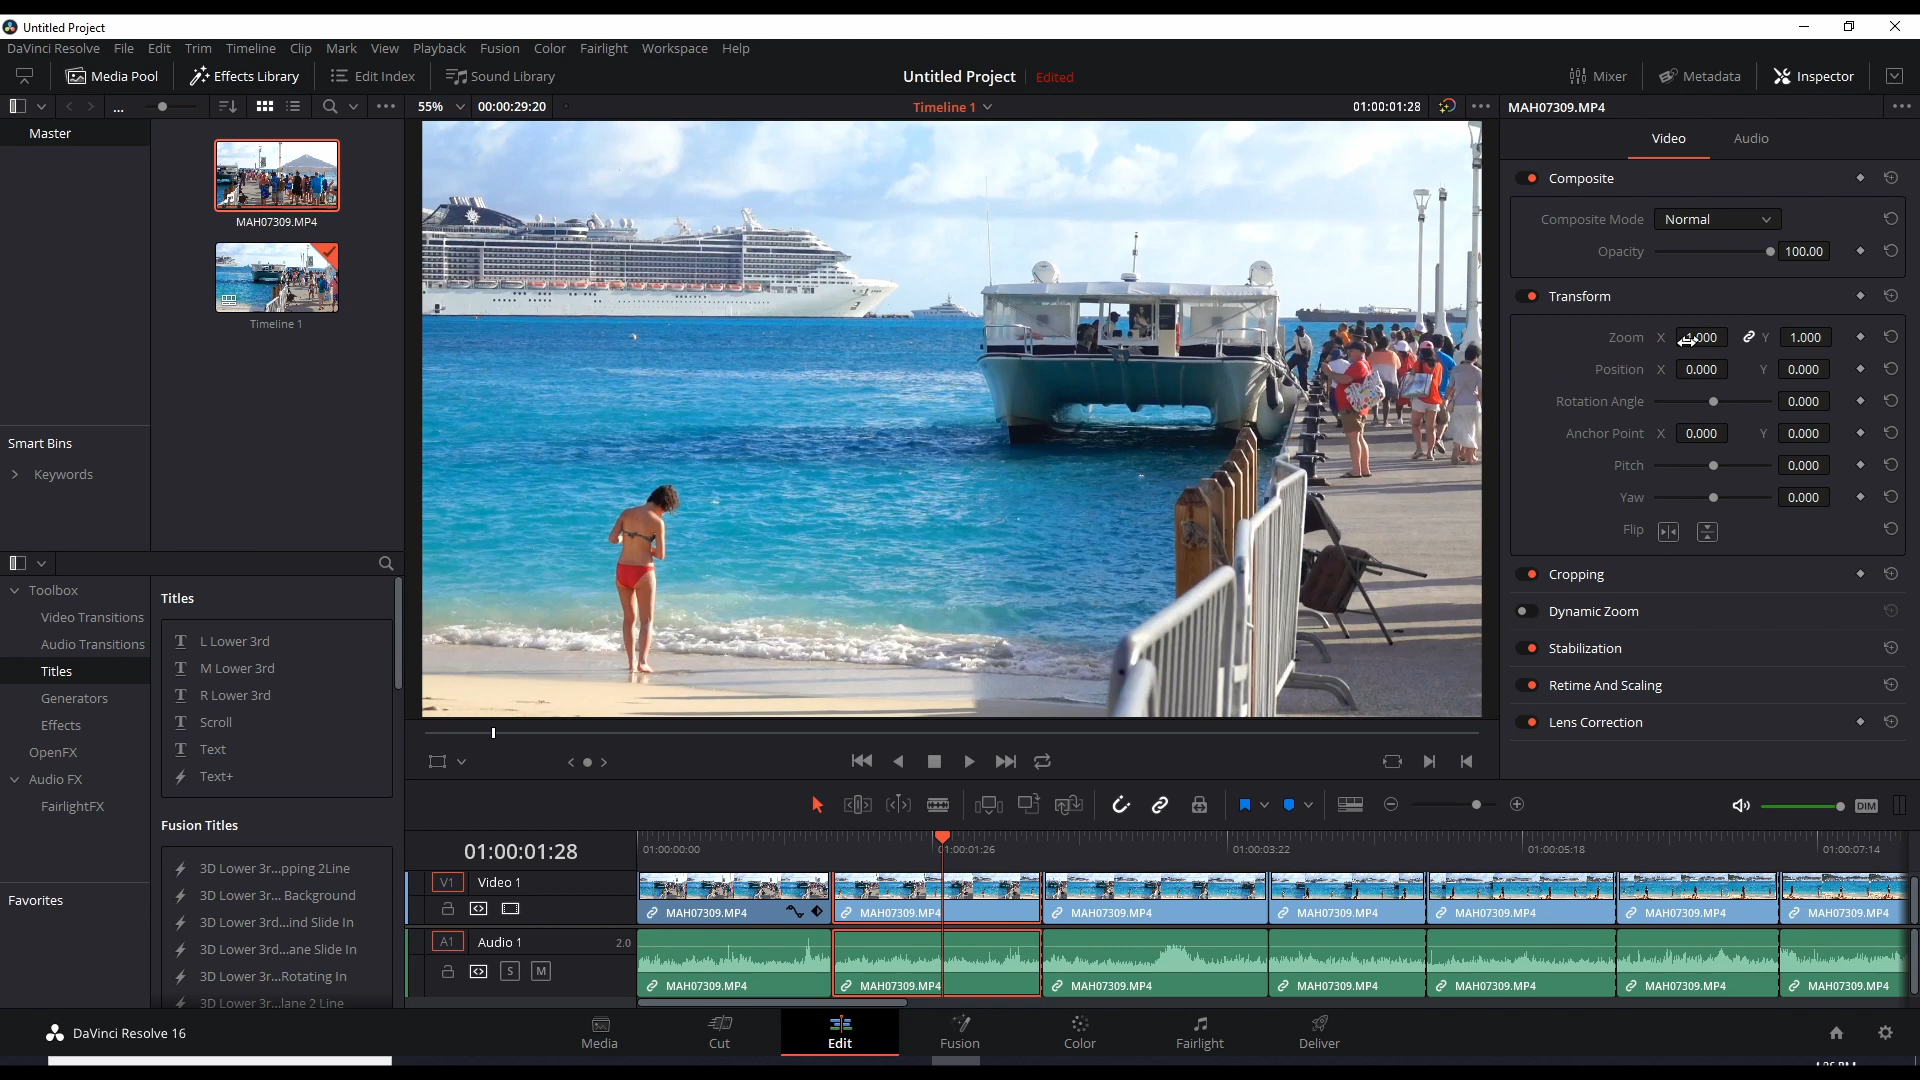 Untitled Project
DaVinci Resolve File Edit Trim Timeline Clip Mark View Playback Fusion Color Fairlight Workspace Help
Media Pool Effects Library Edit Index Sound Library Untitled Project Edited Mixer Metadata Inspector
... 55% 00:00:29:20 Timeline 1 01:00:01:28 MAH07309.MP4
Master
Video Audio
Composite
Composite Mode Normal
Opacity 100.00
MAH07309.MP4
Timeline 1
Transform
Zoom X 1.000 Y 1.000
Position X 0.000 Y 0.000
Rotation Angle 0.000
Anchor Point X 0.000 Y 0.000
Pitch 0.000
Yaw 0.000
Flip
Cropping
Dynamic Zoom
Stabilization
Retime And Scaling
Lens Correction
Smart Bins
Keywords
Toolbox
Video Transitions
Audio Transitions
Titles
Generators
Effects
OpenFX
Audio FX
FairlightFX
Favorites
Titles
L Lower 3rd
M Lower 3rd
R Lower 3rd
Scroll
Text
Text+
Fusion Titles
3D Lower 3r...pping 2Line
3D Lower 3r... Background
3D Lower 3rd...ind Slide In
3D Lower 3rd...ane Slide In
3D Lower 3r...Rotating In
3D Lower 3r...lane 2 Line
DIM
01:00:01:28 01:00:00:00 01:00:01:26 01:00:03:22 01:00:05:18 01:00:07:14
V1 Video 1
MAH07309.MP4 MAH07309.MP4 MAH07309.MP4 MAH07309.MP4 MAH07309.MP4 MAH07309.MP4 MAH07309.MP4
A1 Audio 1 2.0
S M
MAH07309.MP4 MAH07309.MP4 MAH07309.MP4 MAH07309.MP4 MAH07309.MP4 MAH07309.MP4 MAH07309.MP4
DaVinci Resolve 16
Media Cut Edit Fusion Color Fairlight Deliver